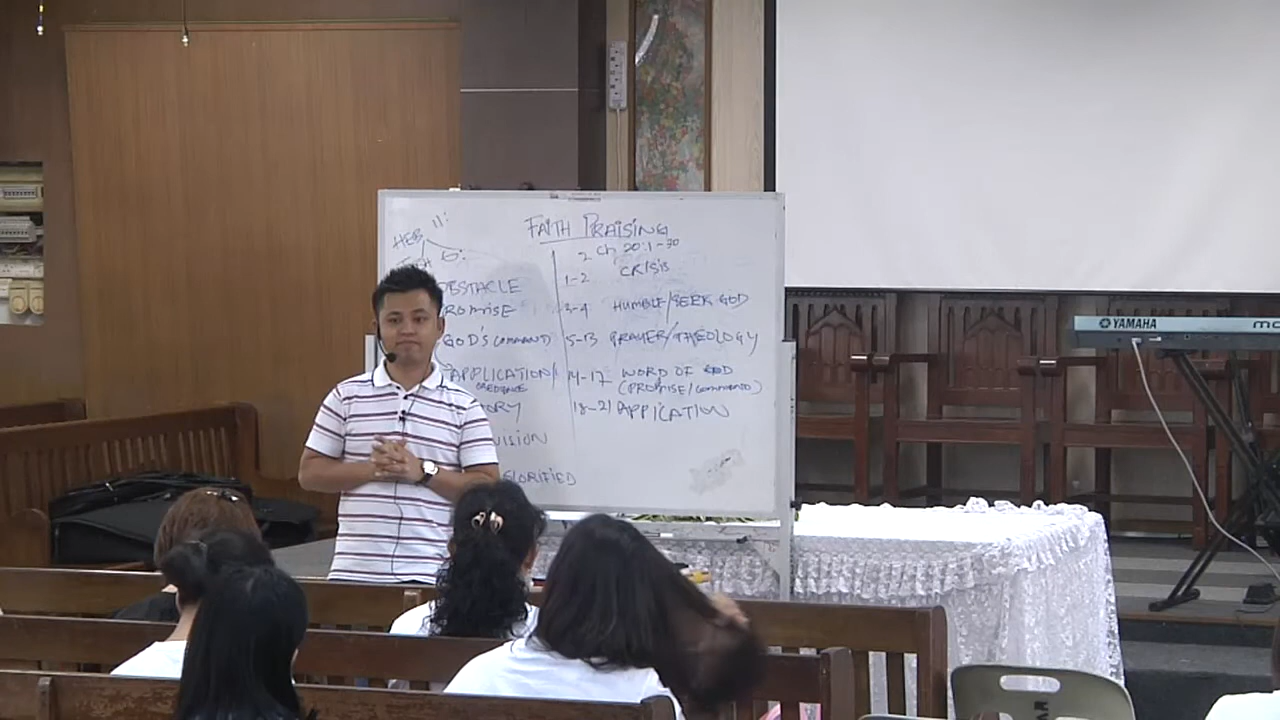 FAITH PRAISING
2 Ch 20:1-30
HEB 11:
6:
OBSTACLE
1-2 CRISIS
PROMISE
3-4 HUMBLE/SEEK GOD
GOD'S COMMAND
5-13 PRAYER/THEOLOGY
APPLICATION/
OBEDIENCE
14-17 WORD OF GOD
(PROMISE/COMMAND)
18-21 APPLICATION
GLORIFIED
YAMAHA